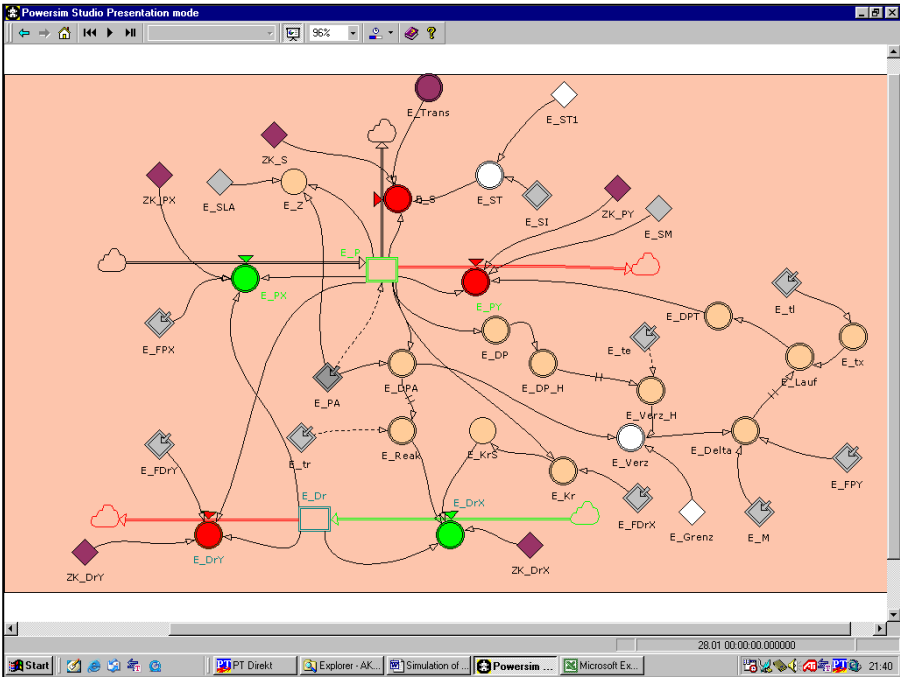 Powersim Studio Presentation mode
96%
E_Trans
E_ST1
ZK_S
ZK_PX
E_SLA
E_Z
E_S
E_ST
E_SI
ZK_PY
E_SM
E_P
E_PX
E_PY
E_FPX
E_DP
E_DPT
E_tl
E_te
E_tx
E_Lauf
E_DP_H
E_PA
E_DPA
E_Verz_H
E_tr
E_Reak
E_KrS
E_Verz
E_Delta
E_FDrY
E_Kr
E_FPY
E_Dr
E_DrX
E_FDrX
E_Grenz
E_M
E_DrY
ZK_DrY
ZK_DrX
28.01 00:00:00.000000
Start
PT Direkt
Explorer - AK...
Simulation of ...
Powersim ...
Microsoft Ex...
21:40